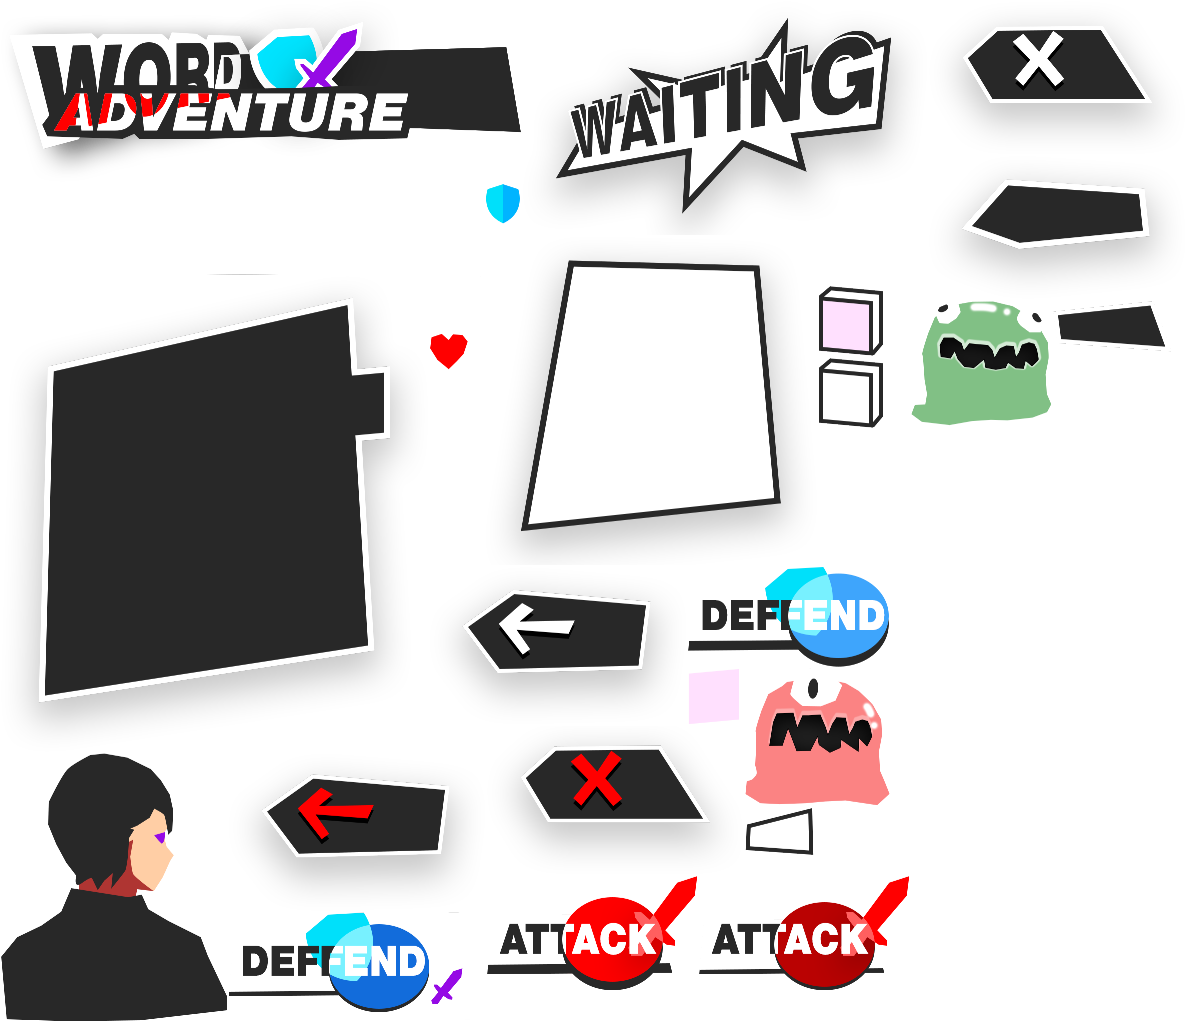 WORD
ADVENTURE
WAITING
DEFFEND
DEFFEND
ATTACK
ATTACK